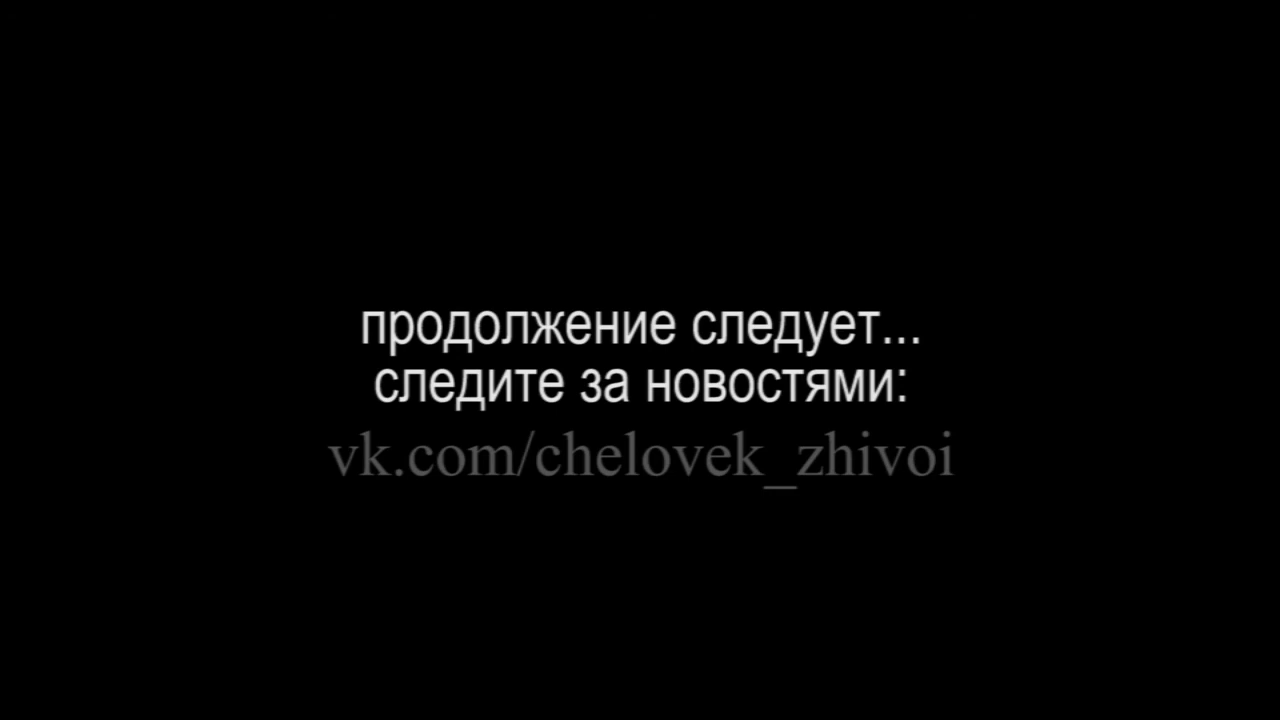 продолжение следует...
следите за новостями:
vk.com/chelovek_zhivoi